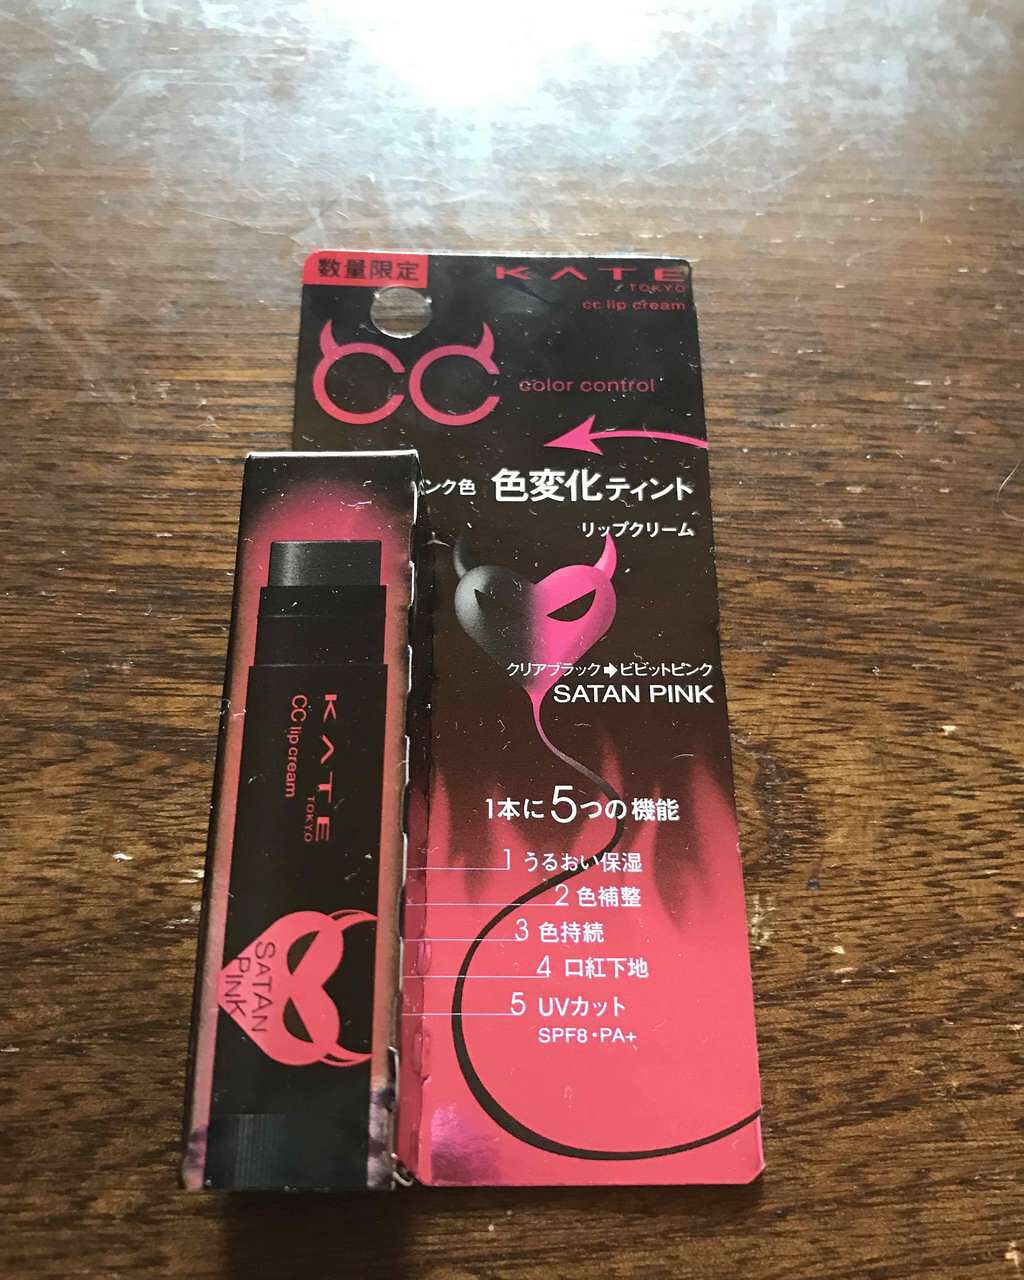 数量限定
KATE
TOKYO
cc lip cream
CC color control
ンク色 色変化ティント
リップクリーム
クリアブラック➡ビビットピンク
SATAN PINK
1本に5つの機能
1 うるおい保湿
2 色補整
3 色持続
4 口紅下地
5 UVカット
SPF8・PA+
KATE
TOKYO
CC lip cream
SATAN
PINK